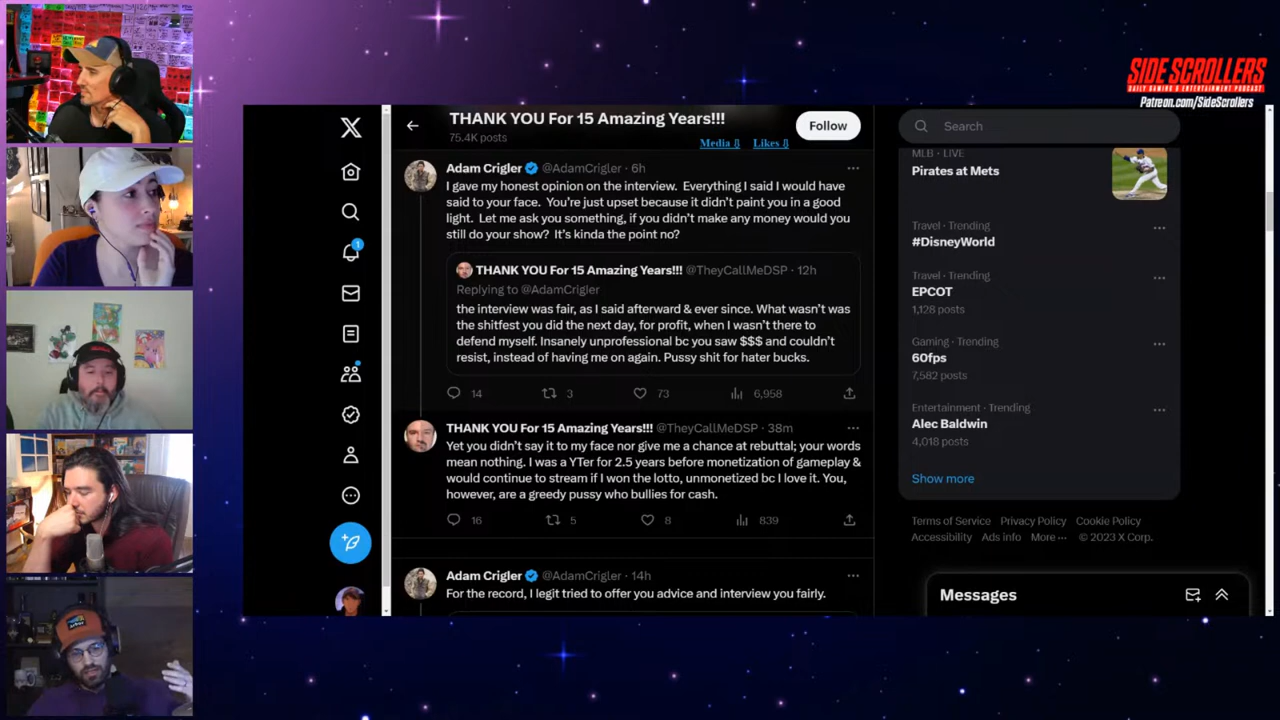 SIDE SCROLLERS
DAILY GAMING & ENTERTAINMENT PODCAST
Patreon.com/SideScrollers
THANK YOU For 15 Amazing Years!!!
75.4K posts
Follow
Media ⇩ Likes ⇩
Adam Crigler @AdamCrigler · 6h
I gave my honest opinion on the interview. Everything I said I would have
said to your face. You're just upset because it didn't paint you in a good
light. Let me ask you something, if you didn't make any money would you
still do your show? It's kinda the point no?
THANK YOU For 15 Amazing Years!!! @TheyCallMeDSP · 12h
Replying to @AdamCrigler
the interview was fair, as I said afterward & ever since. What wasn't was
the shitfest you did the next day, for profit, when I wasn't there to
defend myself. Insanely unprofessional bc you saw $$$ and couldn't
resist, instead of having me on again. Pussy shit for hater bucks.
14 3 73 6,958
THANK YOU For 15 Amazing Years!!! @TheyCallMeDSP · 38m
Yet you didn't say it to my face nor give me a chance at rebuttal; your words
mean nothing. I was a YTer for 2.5 years before monetization of gameplay &
would continue to stream if I won the lotto, unmonetized bc I love it. You,
however, are a greedy pussy who bullies for cash.
16 5 8 839
Adam Crigler @AdamCrigler · 14h
For the record, I legit tried to offer you advice and interview you fairly.
1
Search
MLB · LIVE
Pirates at Mets
Travel · Trending
#DisneyWorld
Travel · Trending
EPCOT
1,128 posts
Gaming · Trending
60fps
7,582 posts
Entertainment · Trending
Alec Baldwin
4,018 posts
Show more
Terms of Service Privacy Policy Cookie Policy
Accessibility Ads info More ··· © 2023 X Corp.
Messages